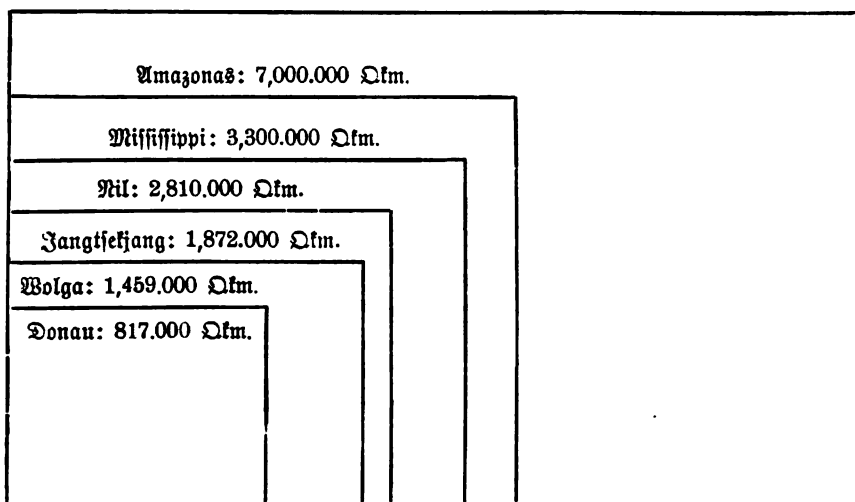 Amazonas: 7,000.000 Qkm.
Mississippi: 3,300.000 Qkm.
Nil: 2,810.000 Qkm.
Jangtsekjang: 1,872.000 Qkm.
Wolga: 1,459.000 Qkm.
Donau: 817.000 Qkm.